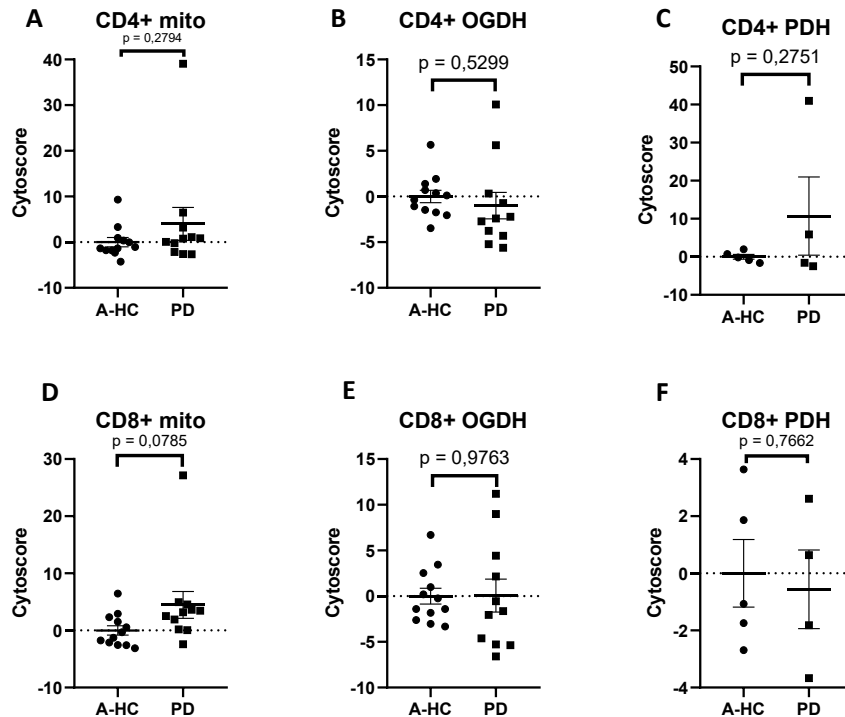 A
CD4+ mito
p = 0,2794
40
30
20
10
0
-10
Cytoscore
A-HC PD
B
CD4+ OGDH
p = 0,5299
15
10
5
0
-5
-10
Cytoscore
A-HC PD
C
CD4+ PDH
p = 0,2751
50
40
30
20
10
0
-10
Cytoscore
A-HC PD
D
CD8+ mito
p = 0,0785
30
20
10
0
-10
Cytoscore
A-HC PD
E
CD8+ OGDH
p = 0,9763
15
10
5
0
-5
-10
Cytoscore
A-HC PD
F
CD8+ PDH
p = 0,7662
4
2
0
-2
-4
Cytoscore
A-HC PD